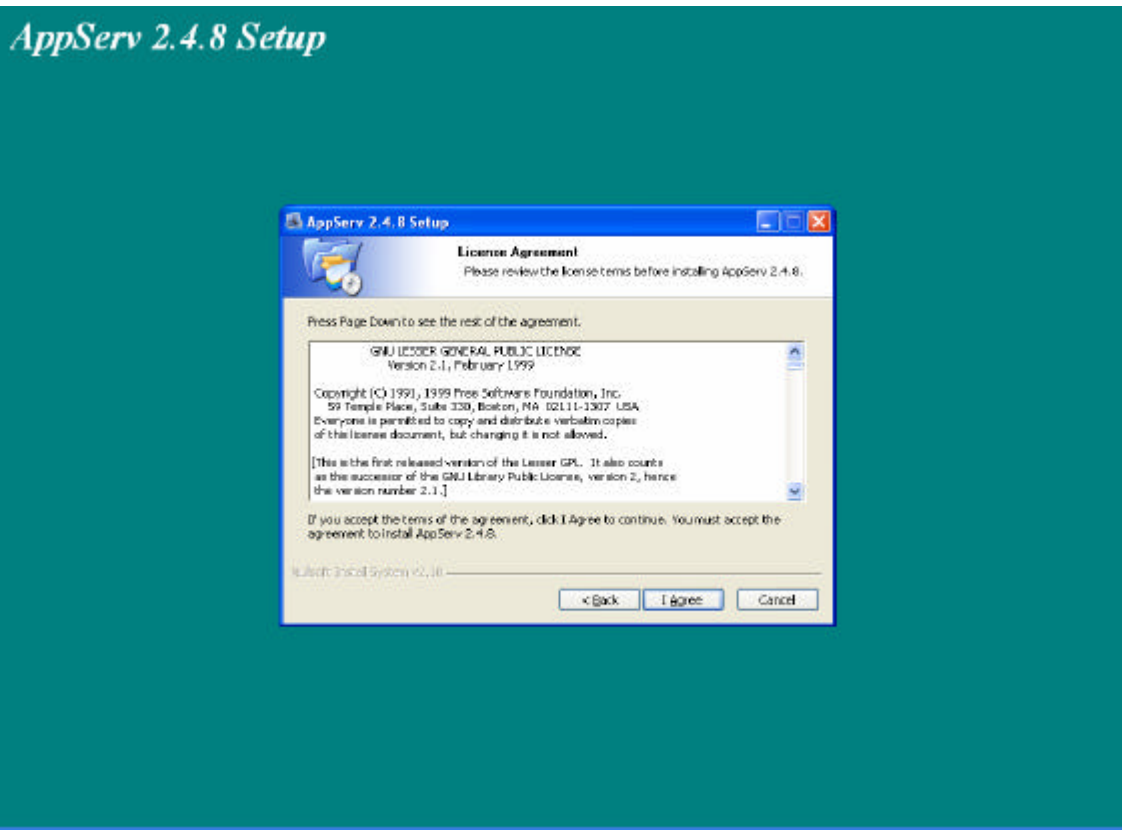 AppServ 2.4.8 Setup
AppServ 2.4.8 Setup
License Agreement
Please review the license terms before installing AppServ 2.4.8.
Press Page Down to see the rest of the agreement.
GNU LESSER GENERAL PUBLIC LICENSE
Version 2.1, February 1999
Copyright (C) 1991, 1999 Free Software Foundation, Inc.
59 Temple Place, Suite 330, Boston, MA 02111-1307 USA
Everyone is permitted to copy and distribute verbatim copies
of this license document, but changing it is not allowed.
[This is the first released version of the Lesser GPL. It also counts
as the successor of the GNU Library Public License, version 2, hence
the version number 2.1.]
If you accept the terms of the agreement, click I Agree to continue. You must accept the
agreement to install AppServ 2.4.8.
Nullsoft Install System v2.10
< Back
I Agree
Cancel